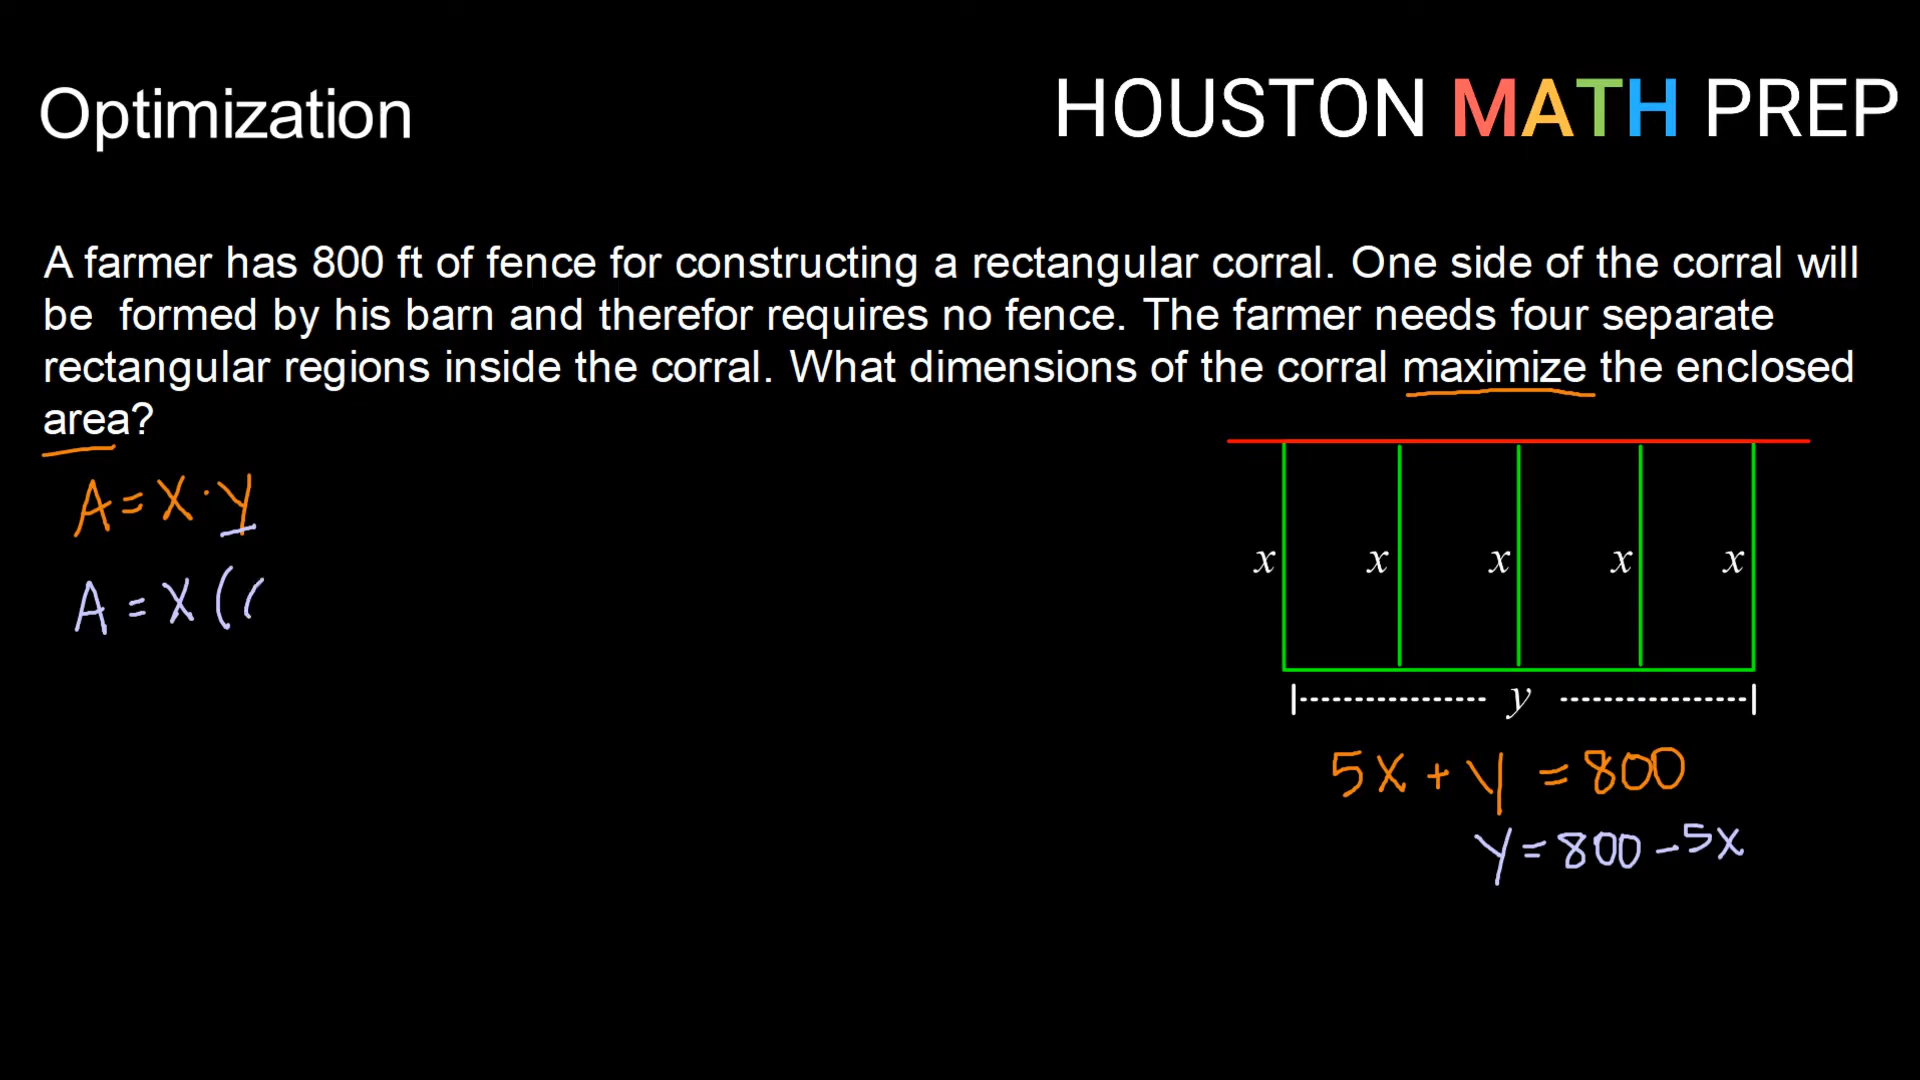 Optimization
HOUSTON MATH PREP
A farmer has 800 ft of fence for constructing a rectangular corral. One side of the corral will
be formed by his barn and therefor requires no fence. The farmer needs four separate
rectangular regions inside the corral. What dimensions of the corral maximize the enclosed
area?
A = x · y
A = x (
x x x x x
y
5x + y = 800
y = 800 - 5x